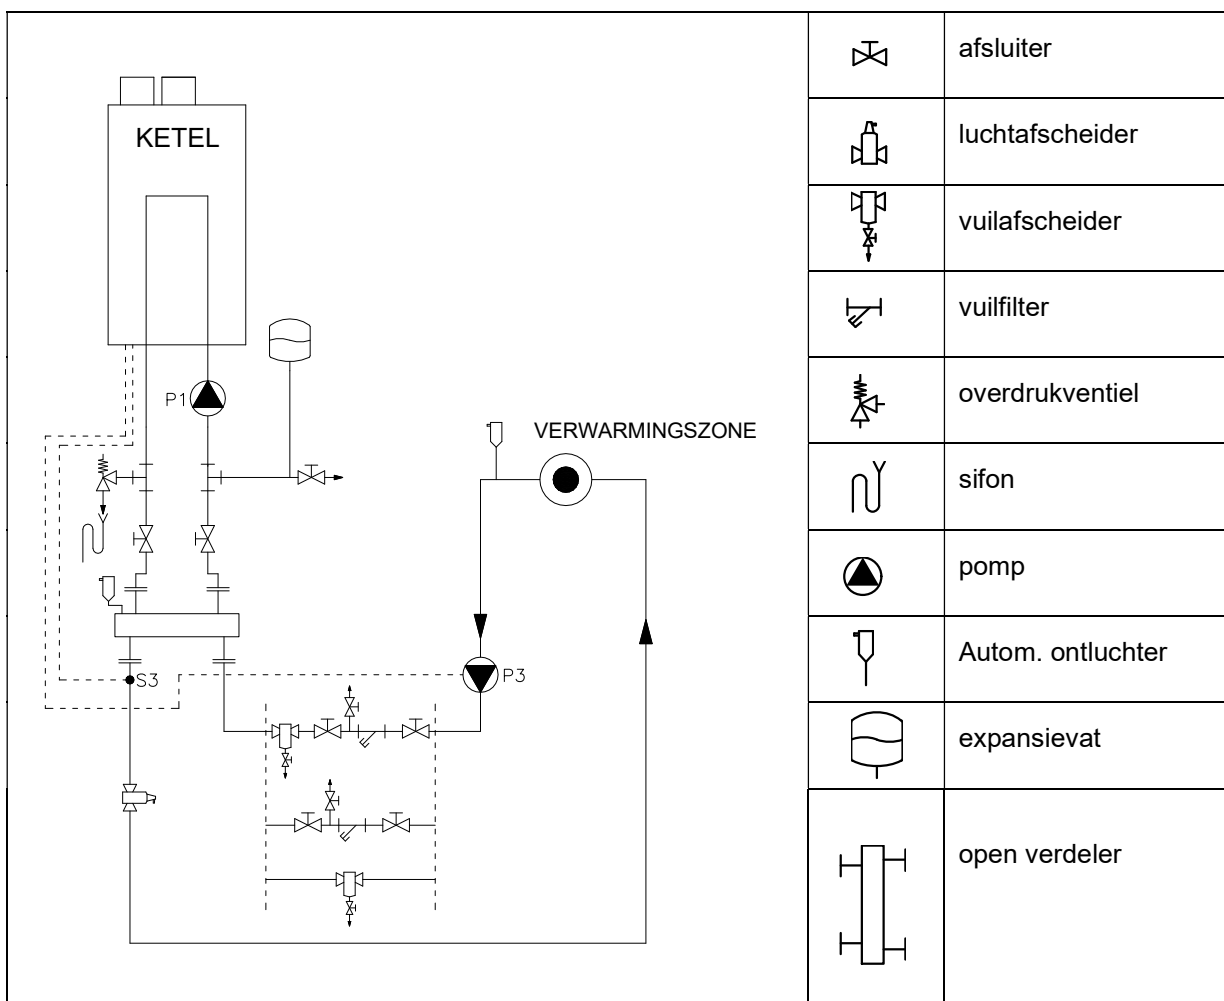 KETEL
P1
VERWARMINGSZONE
S3
P3
afsluiter
luchtafscheider
vuilafscheider
vuilfilter
overdrukventiel
sifon
pomp
Autom. ontluchter
expansievat
open verdeler